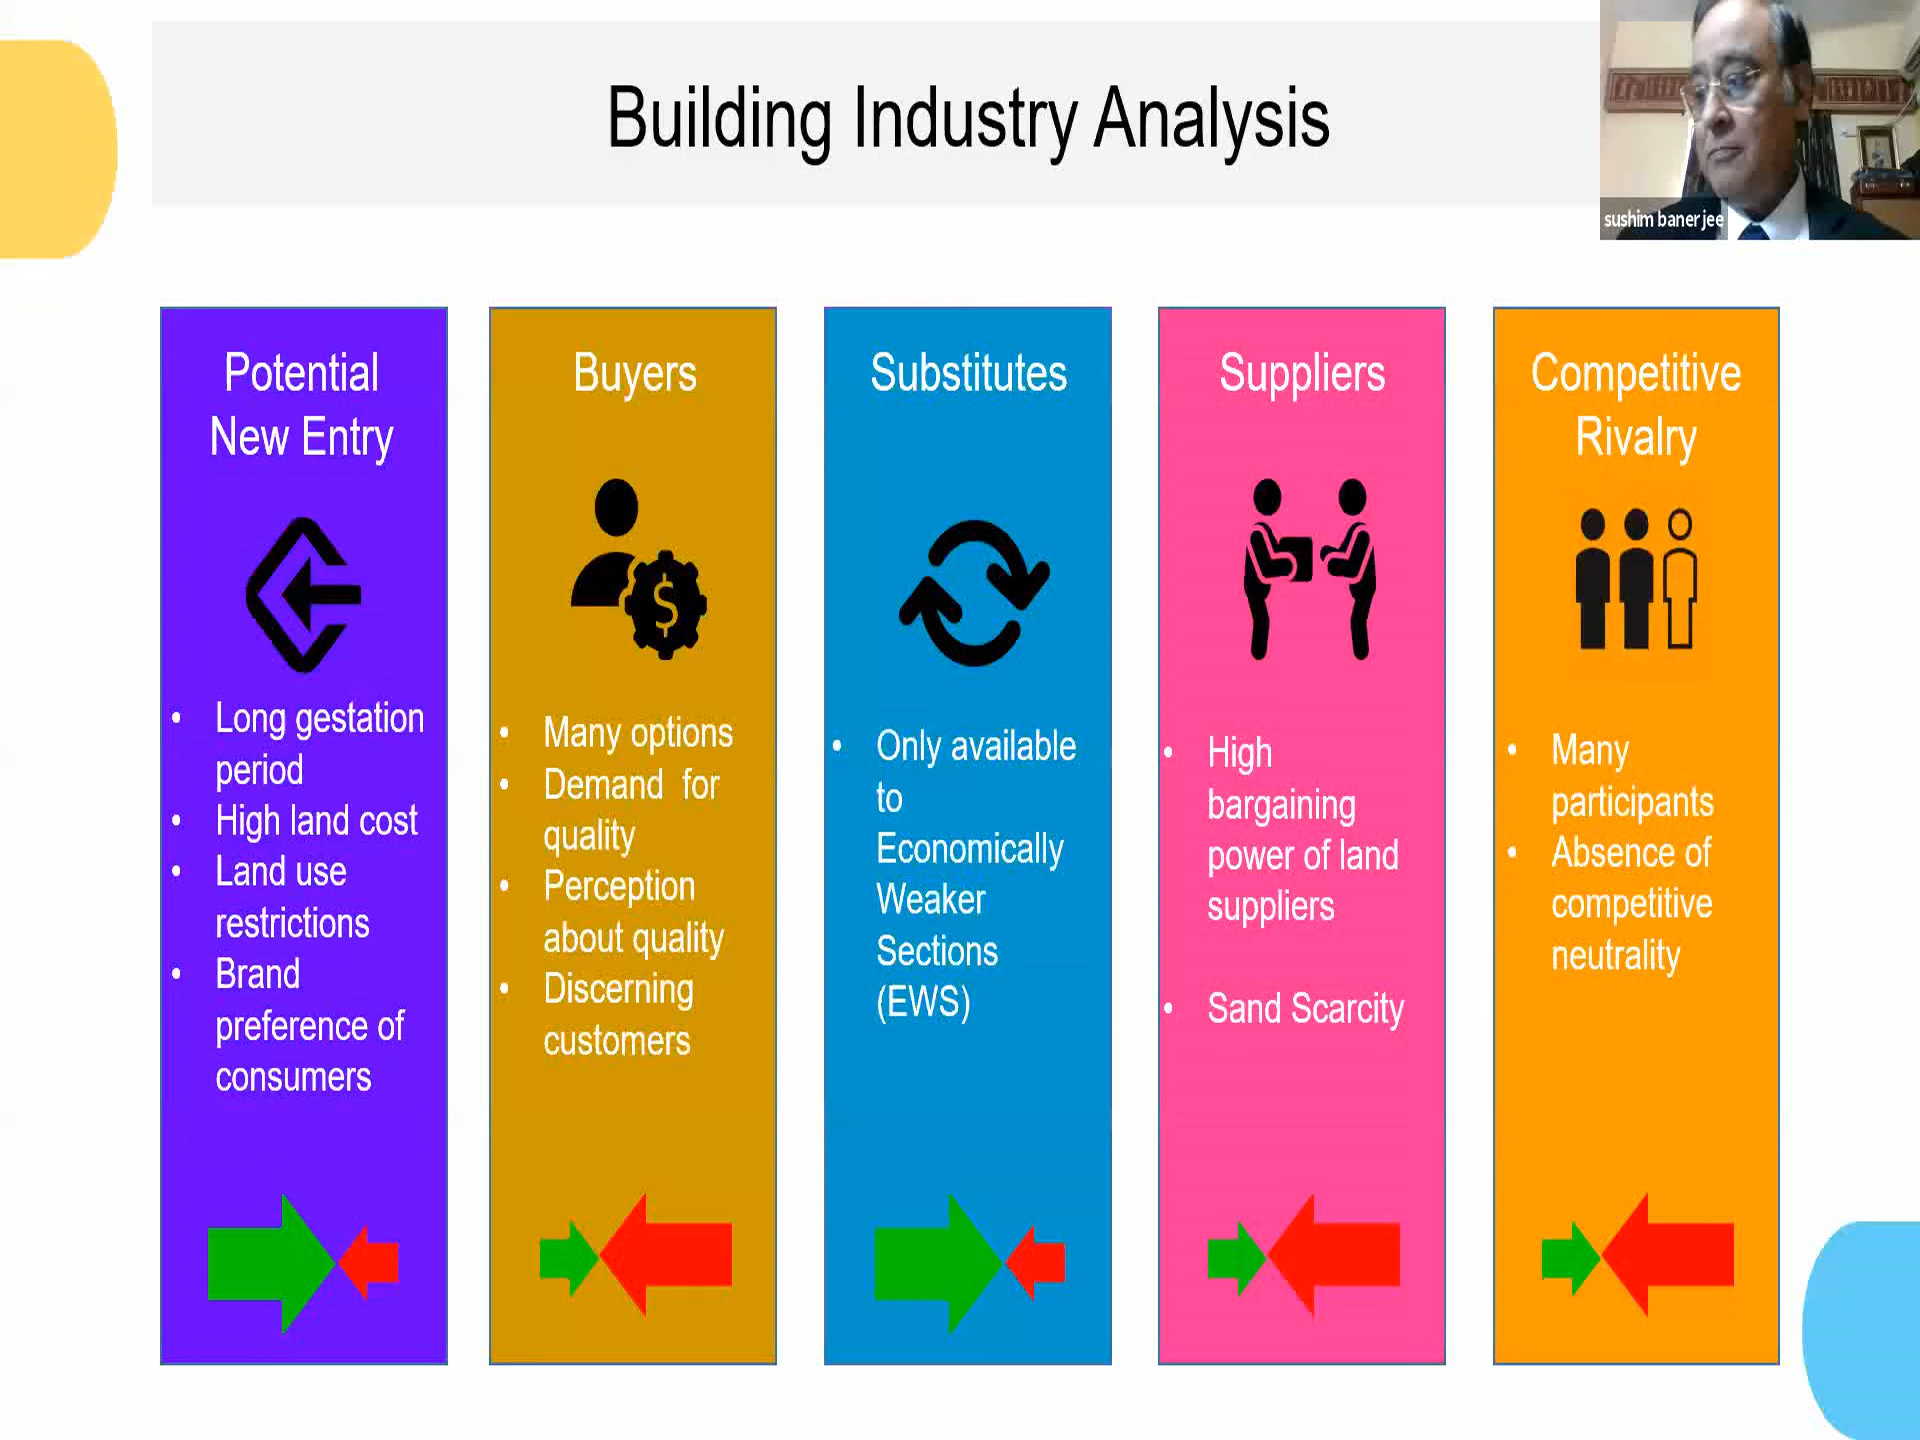 Building Industry Analysis
sushim banerjee
Potential
New Entry
• Long gestation
period
• High land cost
• Land use
restrictions
• Brand
preference of
consumers
Buyers
$
• Many options
• Demand for
quality
• Perception
about quality
• Discerning
customers
Substitutes
• Only available
to
Economically
Weaker
Sections
(EWS)
Suppliers
• High
bargaining
power of land
suppliers
• Sand Scarcity
Competitive
Rivalry
• Many
participants
• Absence of
competitive
neutrality